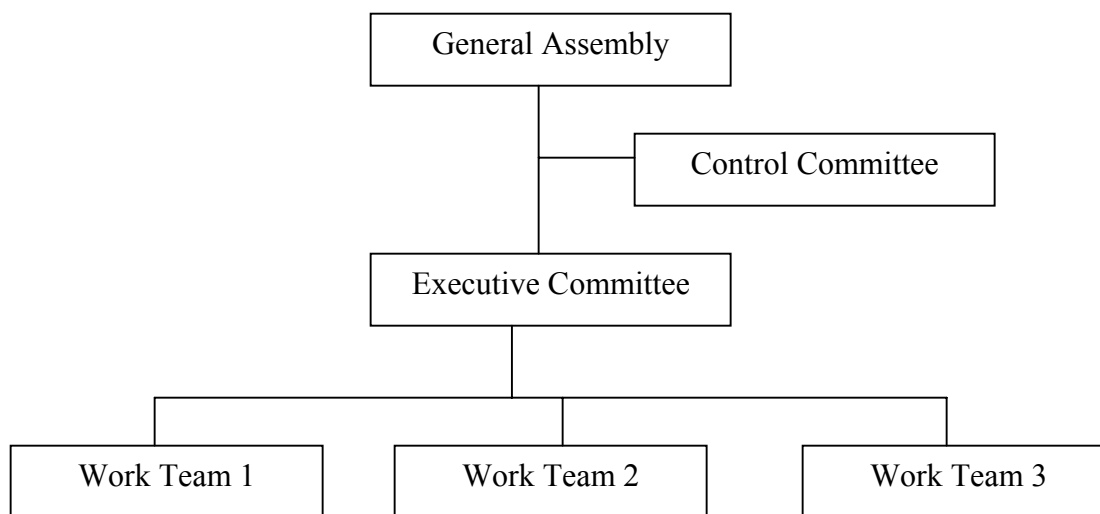 General Assembly
Control Committee
Executive Committee
Work Team 1
Work Team 2
Work Team 3